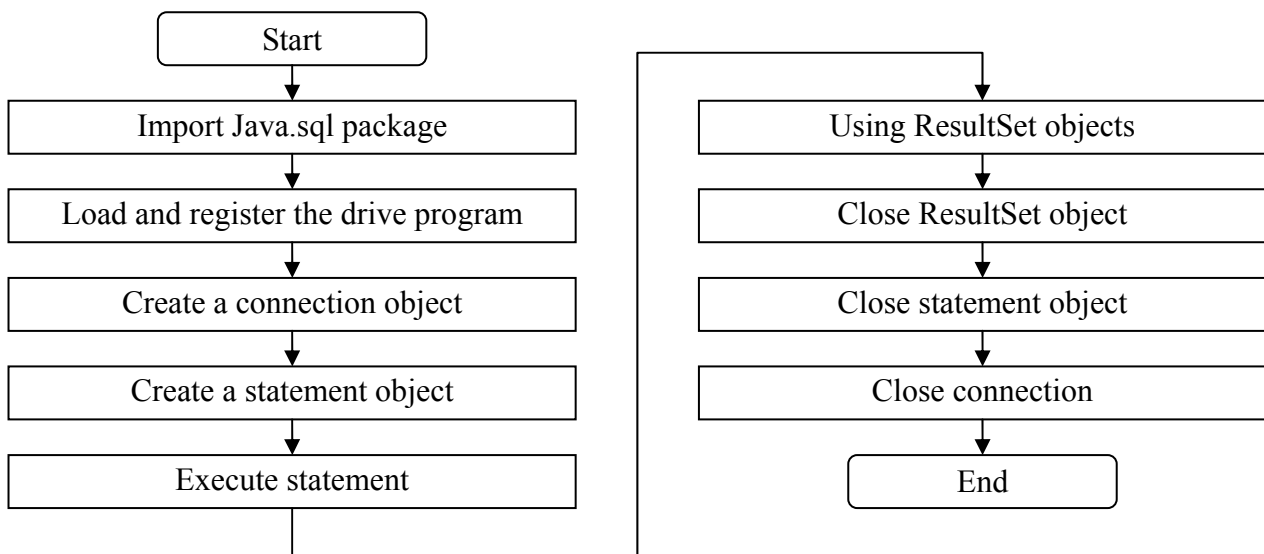 Start
Import Java.sql package
Load and register the drive program
Create a connection object
Create a statement object
Execute statement
Using ResultSet objects
Close ResultSet object
Close statement object
Close connection
End